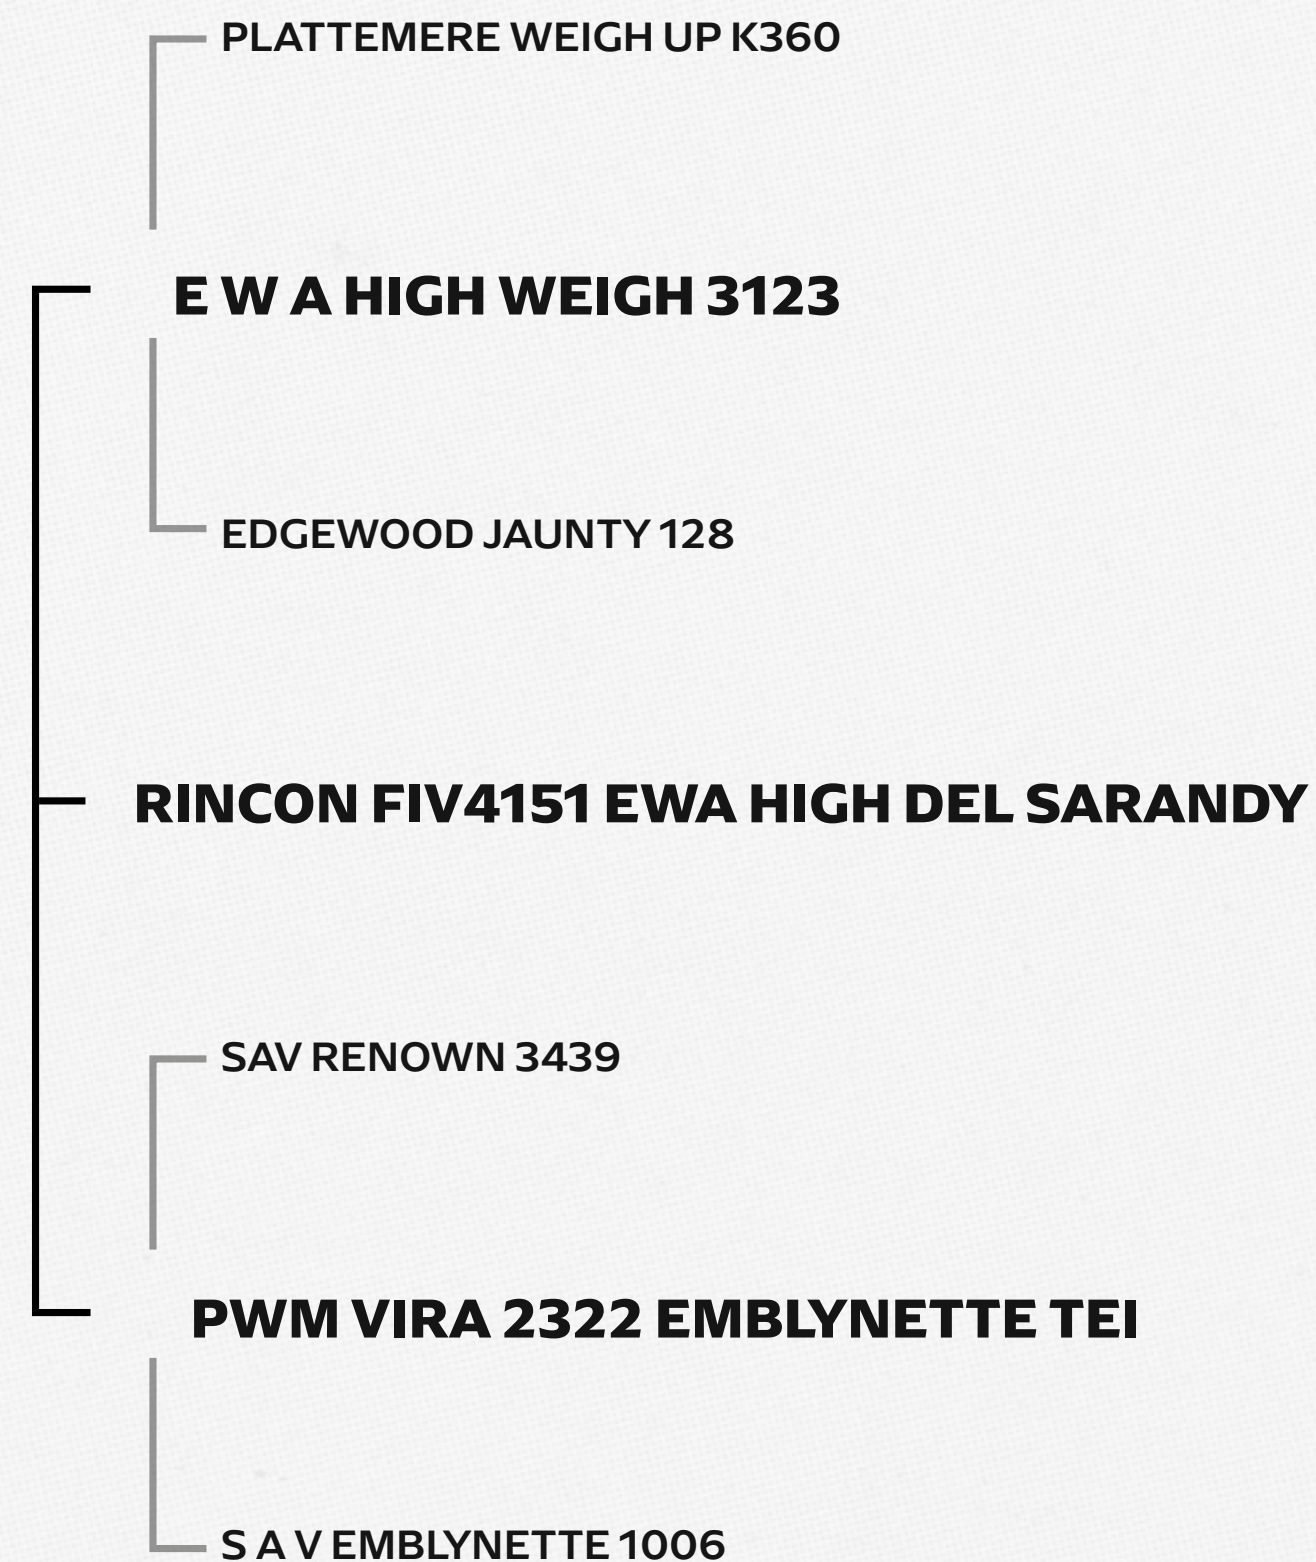 PLATTEMERE WEIGH UP K360
E W A HIGH WEIGH 3123
EDGEWOOD JAUNTY 128
RINCON FIV4151 EWA HIGH DEL SARANDY
SAV RENOWN 3439
PWM VIRA 2322 EMBLYNETTE TEI
S A V EMBLYNETTE 1006